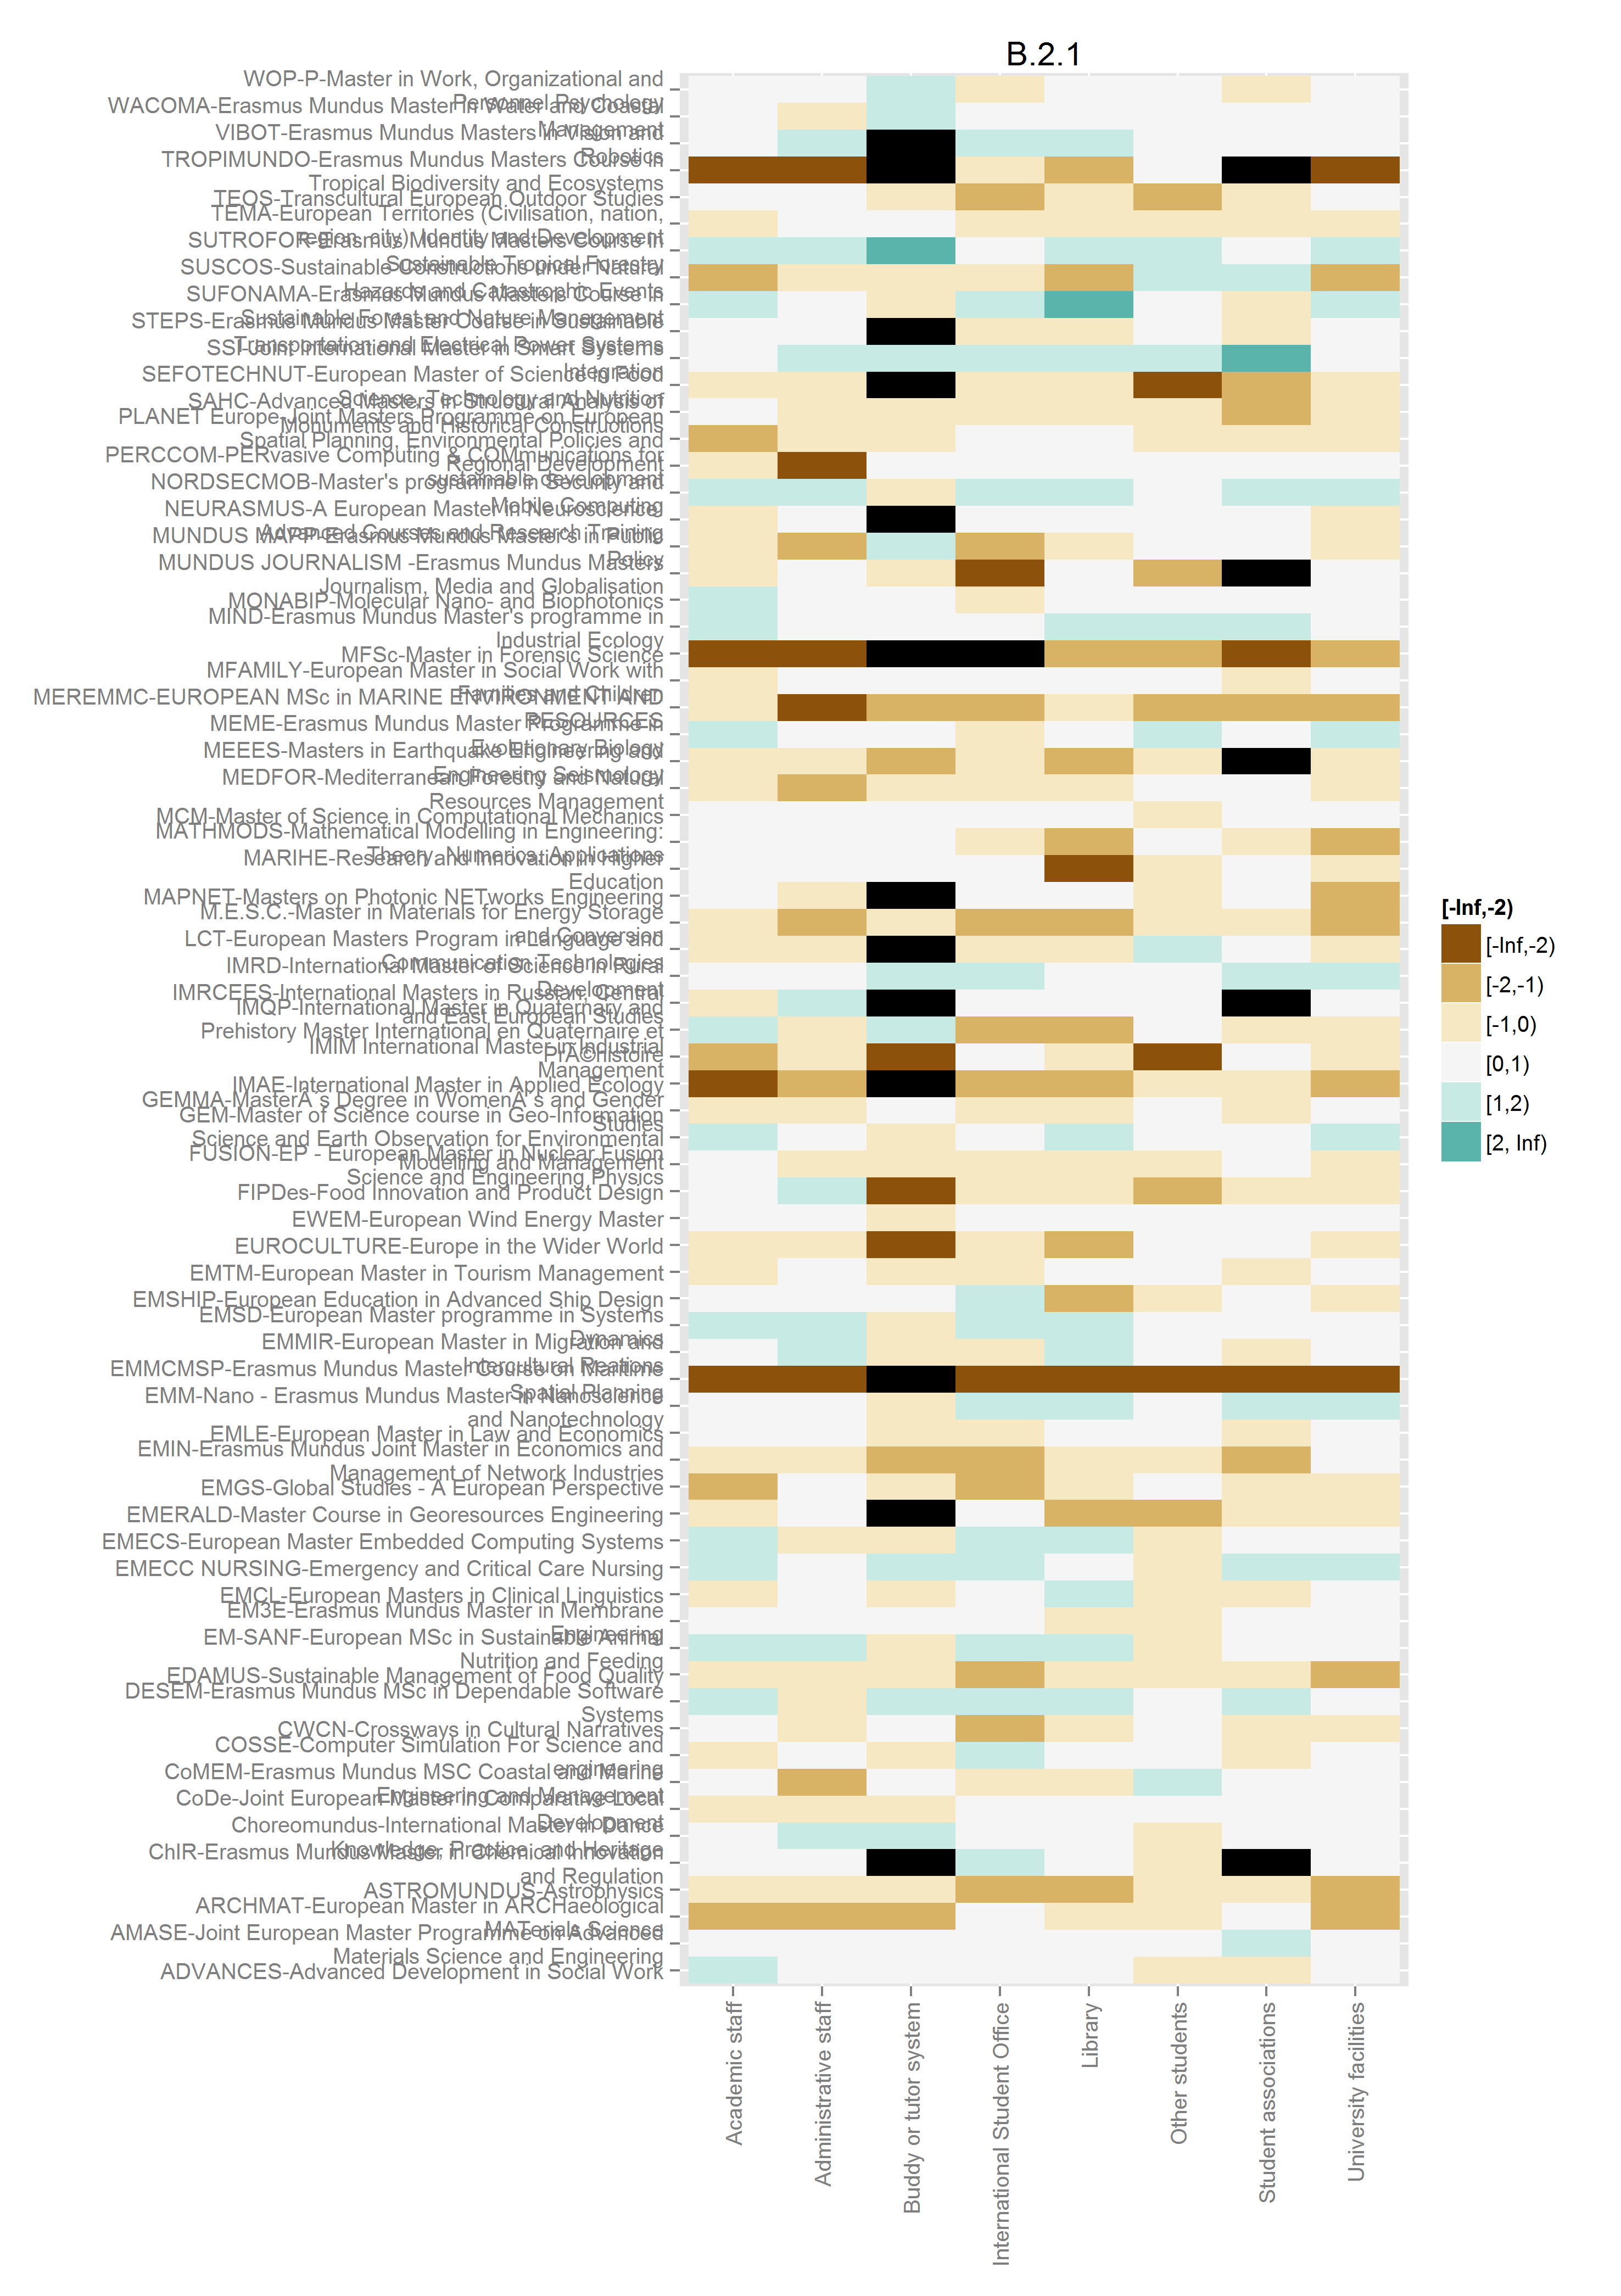 B.2.1
WOP-P-Master in Work, Organizational and
Personnel Psychology
WACOMA-Erasmus Mundus Master in Water and Coastal
Management
VIBOT-Erasmus Mundus Masters in Vision and
Robotics
TROPIMUNDO-Erasmus Mundus Masters Course in
Tropical Biodiversity and Ecosystems
TEOS-Transcultural European Outdoor Studies
TEMA-European Territories (Civilisation, nation,
region, city): Identity and Development
SUTROFOR-Erasmus Mundus Masters Course in
Sustainable Tropical Forestry
SUSCOS-Sustainable Constructions under Natural
Hazards and Catastrophic Events
SUFONAMA-Erasmus Mundus Masters Course in
Sustainable Forest and Nature Management
STEPS-Erasmus Mundus Master Course in Sustainable
Transportation and Electrical Power Systems
SSI-Joint International Master in Smart Systems
Integration
SEFOTECHNUT-European Master of Science in Food
Science, Technology and Nutrition
SAHC-Advanced Masters in Structural Analysis of
Monuments and Historical Constructions
PLANET Europe-Joint Masters Programme on European
Spatial Planning, Environmental Policies and
Regional Development
PERCCOM-PERvasive Computing & COMmunications for
sustainable development
NORDSECMOB-Master's programme in Security and
Mobile Computing
NEURASMUS-A European Master in Neuroscience:
Advanced Courses and Research Training
MUNDUS MAPP-Erasmus Mundus Master's in Public
Policy
MUNDUS JOURNALISM -Erasmus Mundus Masters
Journalism, Media and Globalisation
MONABIP-Molecular Nano- and Biophotonics
MIND-Erasmus Mundus Master's programme in
Industrial Ecology
MFSc-Master in Forensic Science
MFAMILY-European Master in Social Work with
Families and Children
MEREMMC-EUROPEAN MSc in MARINE ENVIRONMENT AND
RESOURCES
MEME-Erasmus Mundus Master Programme in
Evolutionary Biology
MEEES-Masters in Earthquake Engineering and
Engineering Seismology
MEDFOR-Mediterranean Forestry and Natural
Resources Management
MCM-Master of Science in Computational Mechanics
MATHMODS-Mathematical Modelling in Engineering:
Theory, Numerics, Applications
MARIHE-Research and Innovation in Higher
Education
MAPNET-Masters on Photonic NETworks Engineering
M.E.S.C.-Master in Materials for Energy Storage
and Conversion
LCT-European Masters Program in Language and
Communication Technologies
IMRD-International Master of Science in Rural
Development
IMRCEES-International Masters in Russian, Central
and East European Studies
IMQP-International Master in Quaternary and
Prehistory Master International en Quaternaire et
PrÃ©histoire
IMIM International Master in Industrial
Management
IMAE-International Master in Applied Ecology
GEMMA-MasterÂ´s Degree in WomenÂ´s and Gender
Studies
GEM-Master of Science course in Geo-Information
Science and Earth Observation for Environmental
Modelling and Management
FUSION-EP - European Master in Nuclear Fusion
Science and Engineering Physics
FIPDes-Food Innovation and Product Design
EWEM-European Wind Energy Master
EUROCULTURE-Europe in the Wider World
EMTM-European Master in Tourism Management
EMSHIP-European Education in Advanced Ship Design
EMSD-European Master programme in Systems
Dynamics
EMMIR-European Master in Migration and
Intercultural Reations
EMMCMSP-Erasmus Mundus Master Course on Maritime
Spatial Planning
EMM-Nano - Erasmus Mundus Master in Nanoscience
and Nanotechnology
EMLE-European Master in Law and Economics
EMIN-Erasmus Mundus Joint Master in Economics and
Management of Network Industries
EMGS-Global Studies - A European Perspective
EMERALD-Master Course in Georesources Engineering
EMECS-European Master Embedded Computing Systems
EMECC NURSING-Emergency and Critical Care Nursing
EMCL-European Masters in Clinical Linguistics
EM3E-Erasmus Mundus Master in Membrane
Engineering
EM-SANF-European MSc in Sustainable Animal
Nutrition and Feeding
EDAMUS-Sustainable Management of Food Quality
DESEM-Erasmus Mundus MSc in Dependable Software
Systems
CWCN-Crossways in Cultural Narratives
COSSE-Computer Simulation For Science and
engineering
CoMEM-Erasmus Mundus MSC Coastal and Marine
Engineering and Management
CoDe-Joint European Master in Comparative Local
Development
Choreomundus-International Master in Dance
Knowledge, Practice, and Heritage
ChIR-Erasmus Mundus Master in Chemical Innovation
and Regulation
ASTROMUNDUS-Astrophysics
ARCHMAT-European Master in ARCHaeological
MATerials Science
AMASE-Joint European Master Programme on Advanced
Materials Science and Engineering
ADVANCES-Advanced Development in Social Work
Academic staff
Administrative staff
Buddy or tutor system
International Student Office
Library
Other students
Student associations
University facilities
[-Inf,-2)
[-Inf,-2)
[-2,-1)
[-1,0)
[0,1)
[1,2)
[2, Inf)